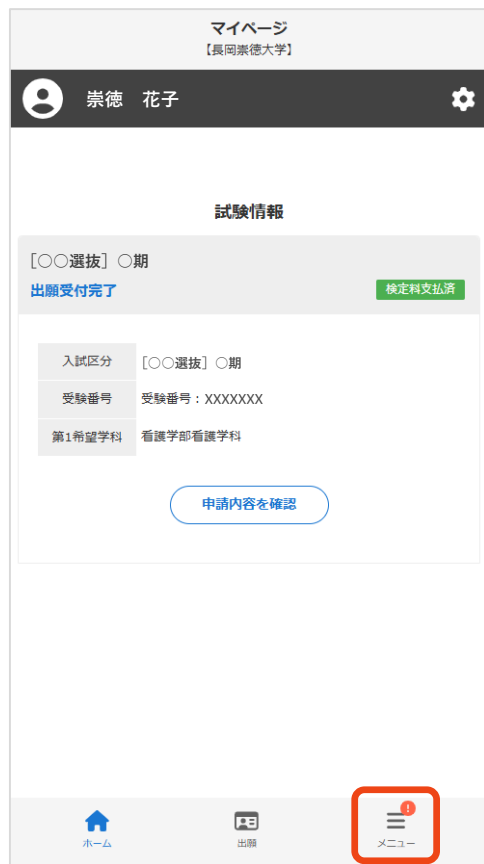 マイページ
【長岡崇徳大学】
崇徳　花子
試験情報
［○○選抜］○期
出願受付完了
検定料支払済
入試区分 ［○○選抜］○期
受験番号 受験番号：XXXXXXX
第1希望学科 看護学部看護学科
申請内容を確認
!
ホーム 出願 メニュー